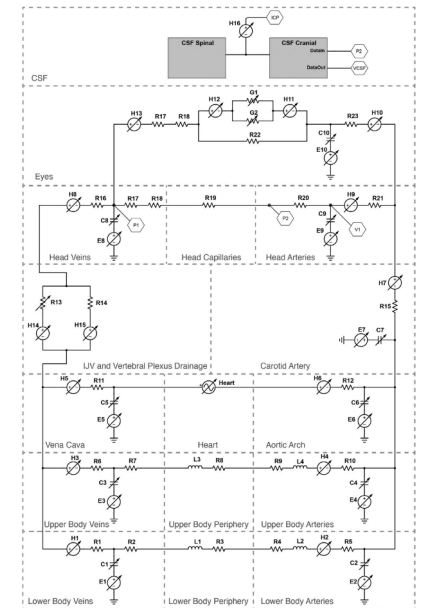 ICP
H16
CSF Spinal
CSF Cranial
DataIn
P2
DataOut
VCSF
CSF
G1
H12
H11
H13
R17
R18
G2
R23
H10
R22
C10
E10
Eyes
H8
R16
R17
R18
R19
R20
H9
R21
C8
P1
P2
C9
V1
E8
E9
Head Veins
Head Capillaries
Head Arteries
H7
R13
R14
R15
H14
H15
E7
C7
IJV and Vertebral Plexus Drainage
Carotid Artery
H5
R11
Heart
H6
R12
C5
C6
E5
E6
Vena Cava
Heart
Aortic Arch
H3
R6
R7
L3
R8
R9
L4
H4
R10
C3
C4
E3
E4
Upper Body Veins
Upper Body Periphery
Upper Body Arteries
H1
R1
R2
L1
R3
R4
L2
H2
R5
C1
C2
E1
E2
Lower Body Veins
Lower Body Periphery
Lower Body Arteries